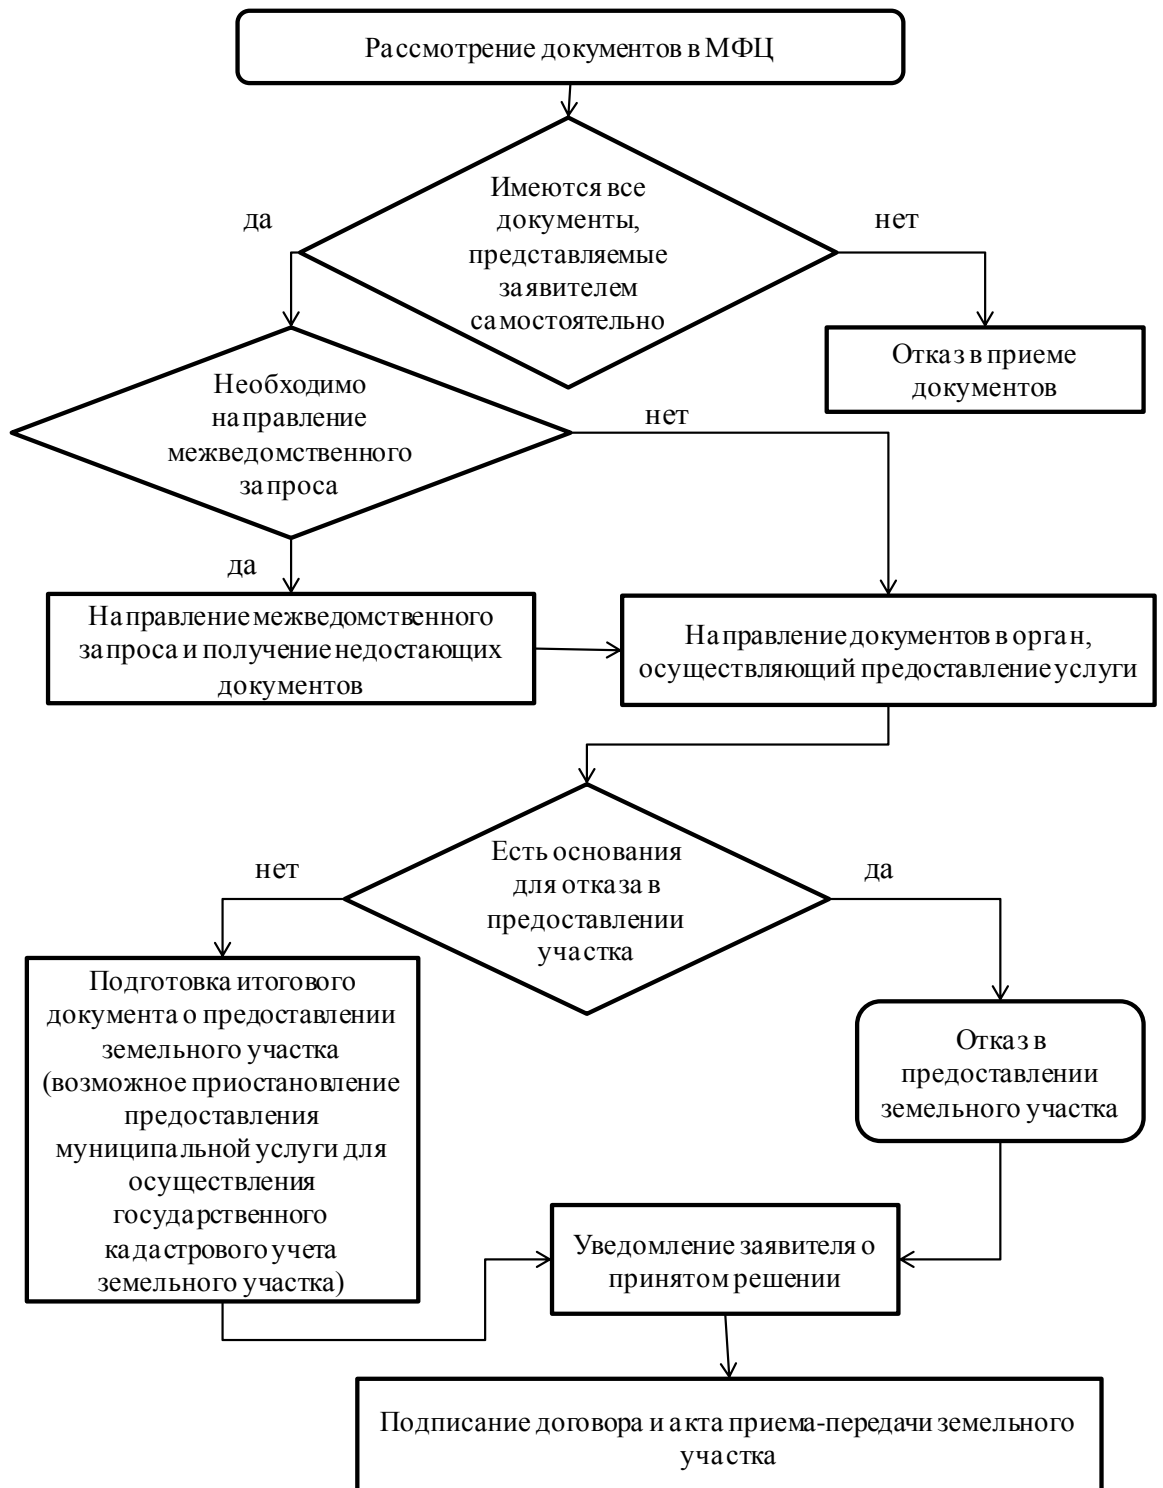 Рассмотрение документов в МФЦ
Имеются все
документы,
представляемые
заявителем
самостоятельно
да
нет
Отказ в приеме
документов
Необходимо
направление
межведомственного
запроса
нет
да
Направление межведомственного
запроса и получение недостающих
документов
Направление документов в орган,
осуществляющий предоставление услуги
Есть основания
для отказа в
предоставлении
участка
нет
да
Подготовка итогового
документа о предоставлении
земельного участка
(возможное приостановление
предоставления
муниципальной услуги для
осуществления
государственного
кадастрового учета
земельного участка)
Отказ в
предоставлении
земельного участка
Уведомление заявителя о
принятом решении
Подписание договора и акта приема-передачи земельного
участка